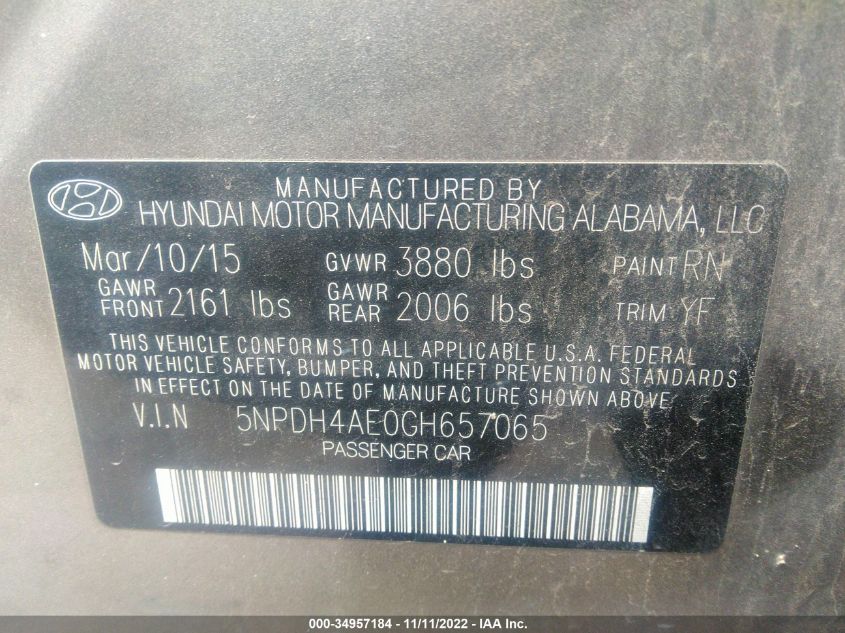 MANUFACTURED BY
HYUNDAI MOTOR MANUFACTURING ALABAMA, LLC
Mar/10/15 GVWR 3880 lbs PAINT RN
GAWR FRONT 2161 lbs GAWR REAR 2006 lbs TRIM YF
THIS VEHICLE CONFORMS TO ALL APPLICABLE U.S.A. FEDERAL
MOTOR VEHICLE SAFETY, BUMPER, AND THEFT PREVENTION STANDARDS
IN EFFECT ON THE DATE OF MANUFACTURE SHOWN ABOVE.
V.I.N 5NPDH4AE0GH657065
PASSENGER CAR
000-34957184 - 11/11/2022 - IAA Inc.